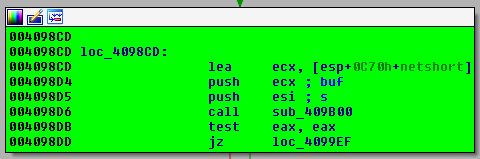 004098CD
004098CD loc_4098CD:
004098CD lea ecx, [esp+0C70h+netshort]
004098D4 push ecx ; buf
004098D5 push esi ; s
004098D6 call sub_409B00
004098DB test eax, eax
004098DD jz loc_4099EF